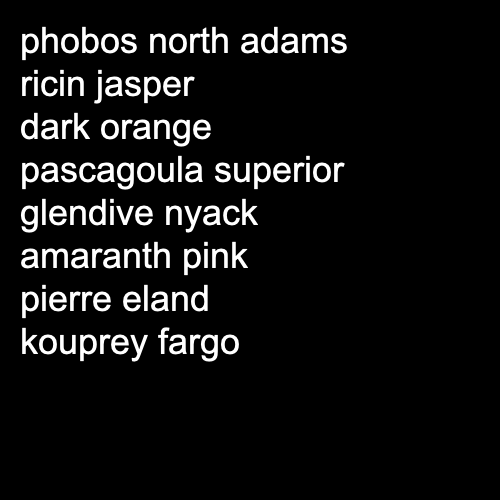 phobos north adams
ricin jasper
dark orange
pascagoula superior
glendive nyack
amaranth pink
pierre eland
kouprey fargo